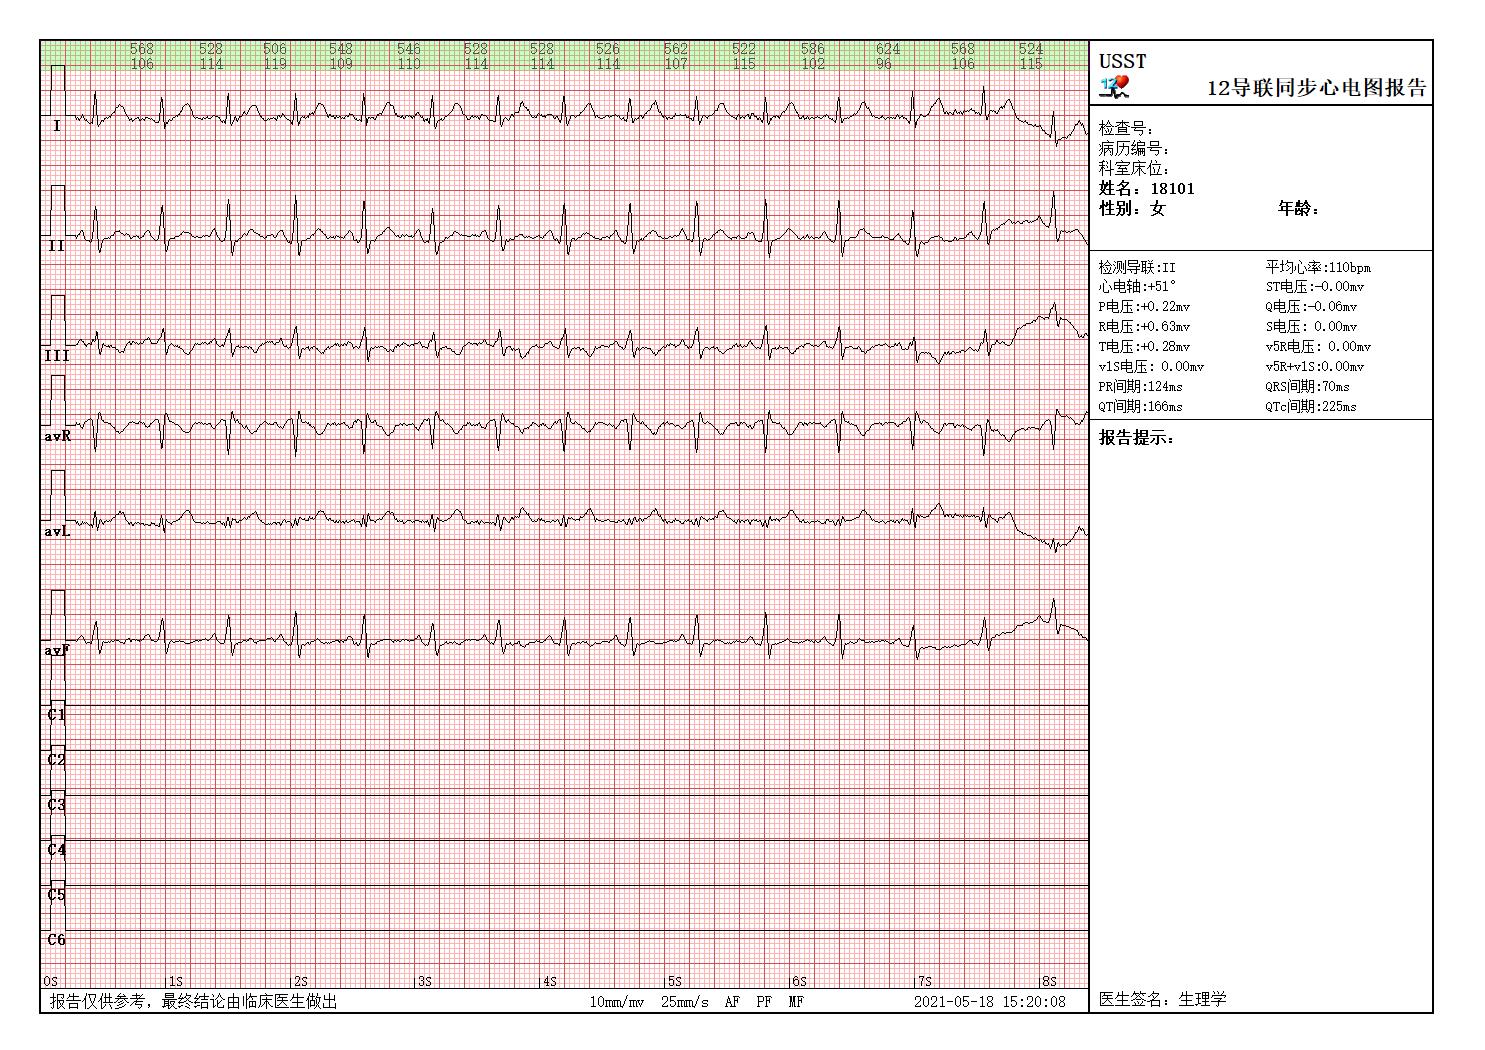 568 528 506 548 546 528 528 526 562 522 586 624 568 524
106 114 119 109 110 114 114 114 107 115 102 96 106 115
I
II
III
avR
avL
avF
C1
C2
C3
C4
C5
C6
0S 1S 2S 3S 4S 5S 6S 7S 8S
报告仅供参考，最终结论由临床医生做出 10mm/mv 25mm/s AF PF MF 2021-05-18 15:20:08
USST
12
12导联同步心电图报告
检查号：
病历编号：
科室床位：
姓名：18101
性别：女 年龄：
检测导联:II 平均心率:110bpm
心电轴:+51° ST电压:-0.00mv
P电压:+0.22mv Q电压:-0.06mv
R电压:+0.63mv S电压: 0.00mv
T电压:+0.28mv v5R电压: 0.00mv
v1S电压: 0.00mv v5R+v1S:0.00mv
PR间期:124ms QRS间期:70ms
QT间期:166ms QTc间期:225ms
报告提示：
医生签名：生理学